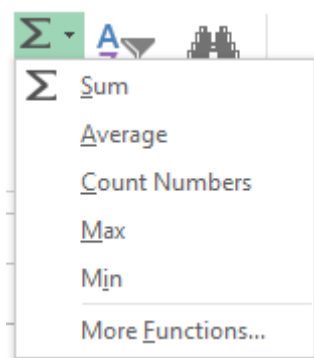 Σ
A
Z
Σ Sum
Average
Count Numbers
Max
Min
More Functions...